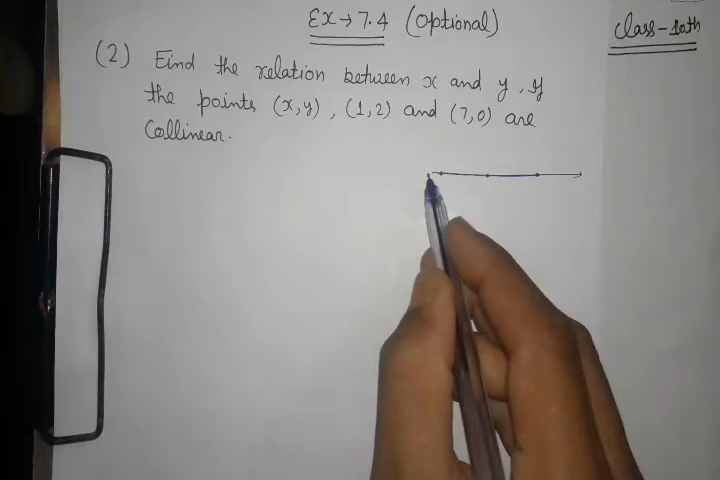 Ex → 7.4 (Optional)
Class - 10th
(2) Find the relation between x and y, If
the points (x,y), (1,2) and (7,0) are
Collinear.